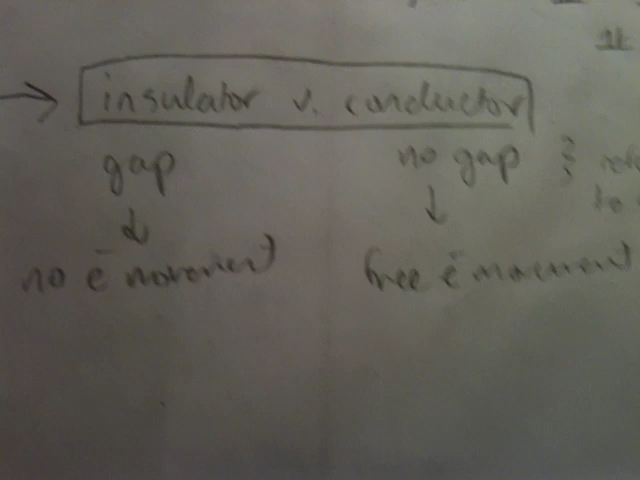 → insulator v. conductor
gap no gap
↓ ↓
no ē movement free ē movement